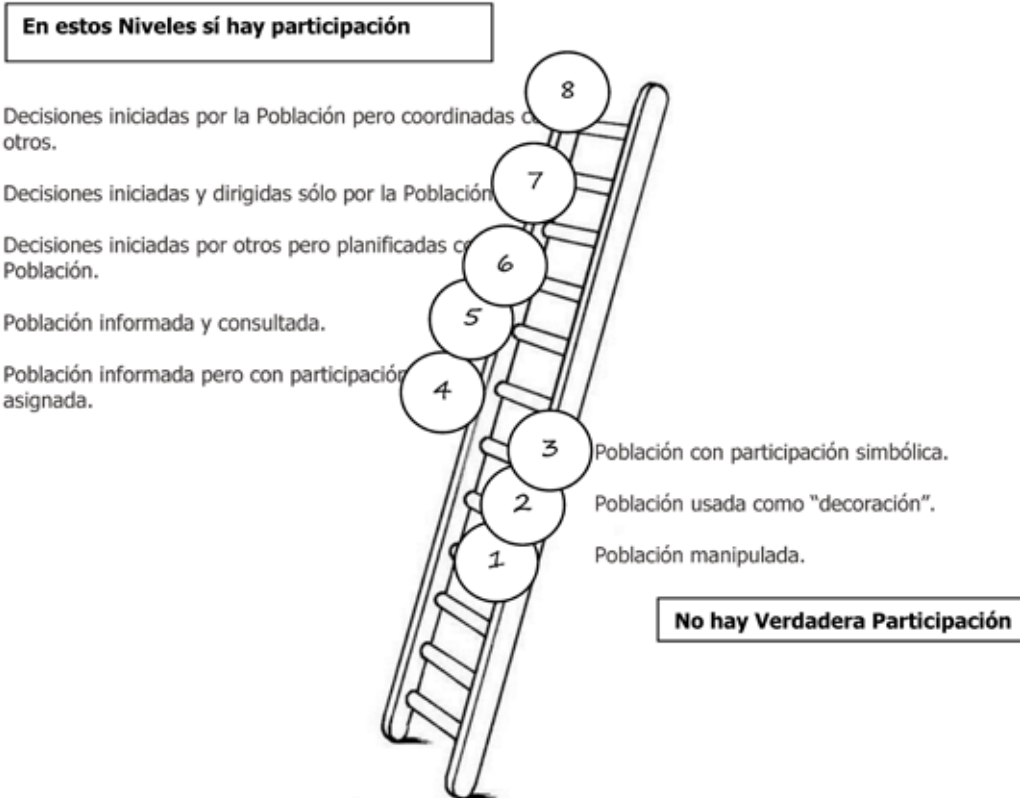 En estos Niveles sí hay participación
8
Decisiones iniciadas por la Población pero coordinadas
otros.
7
Decisiones iniciadas y dirigidas sólo por la Población
6
Decisiones iniciadas por otros pero planificadas
Población.
5
Población informada y consultada.
4
Población informada pero con participación
asignada.
3
Población con participación simbólica.
2
Población usada como “decoración”.
1
Población manipulada.
No hay Verdadera Participación